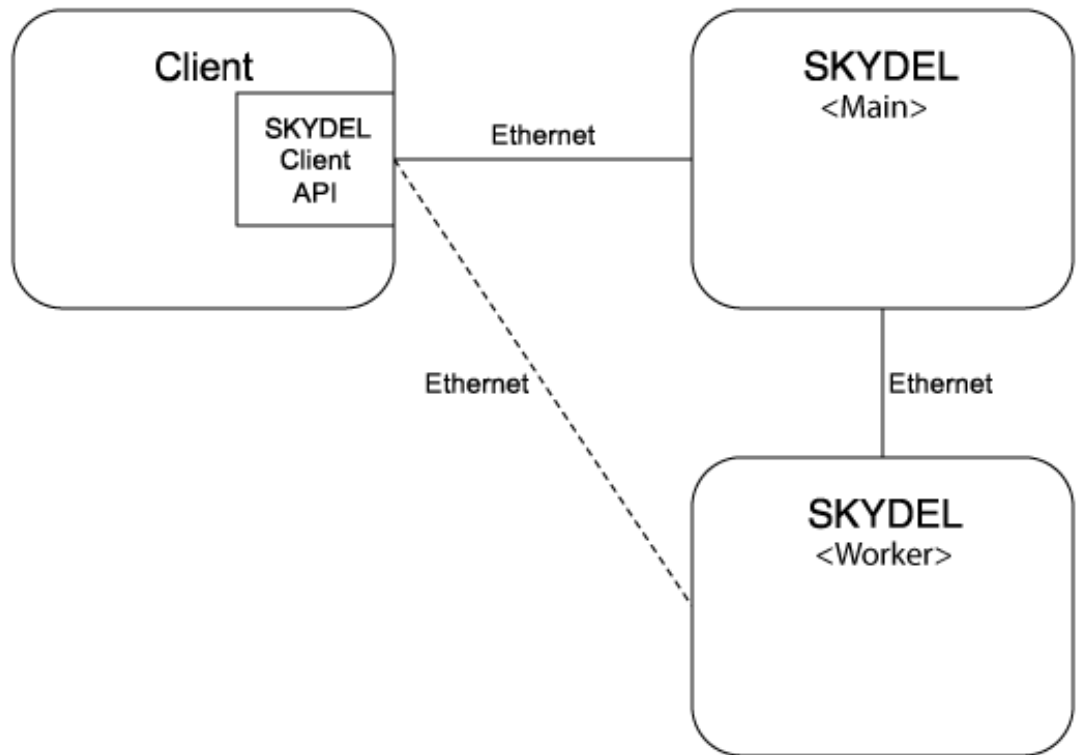 Client
SKYDEL
Client
API
Ethernet
SKYDEL
<Main>
Ethernet
Ethernet
SKYDEL
<Worker>